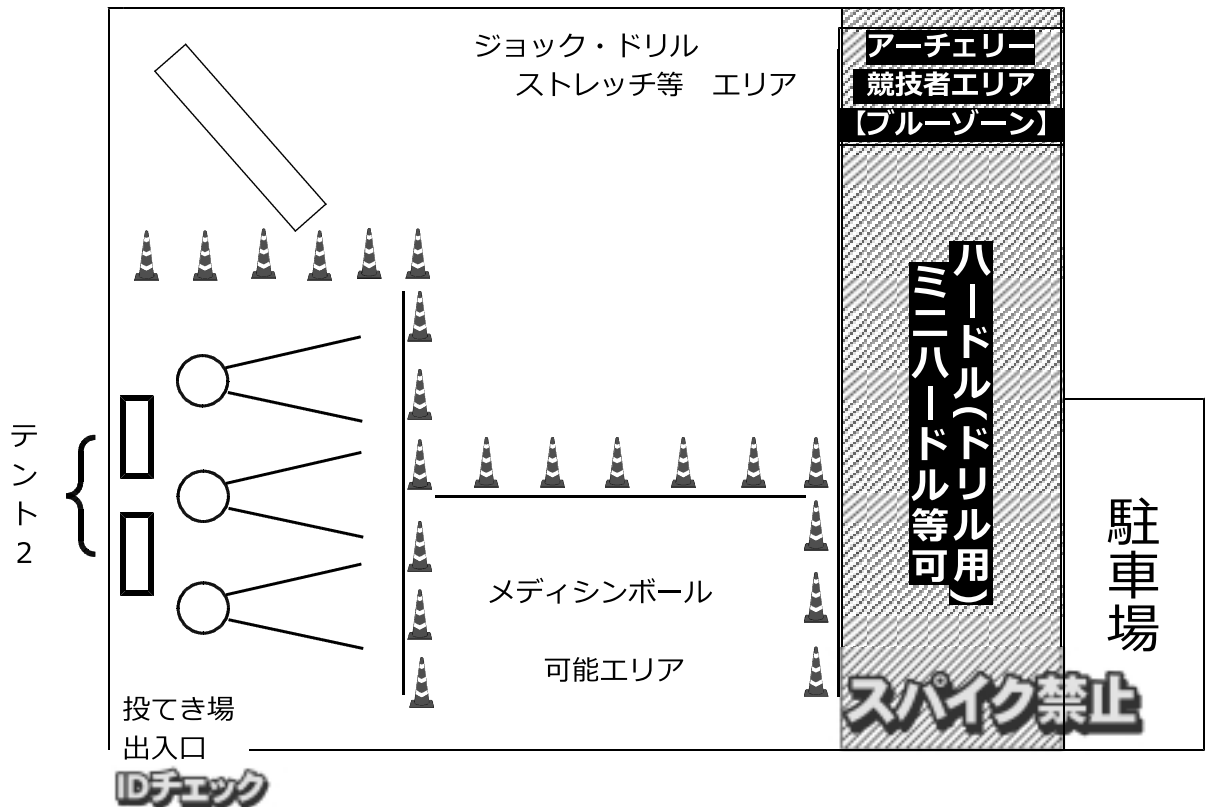 ジョック・ドリル
ストレッチ等　エリア
アーチェリー
競技者エリア
【ブルーゾーン】
ハードル(ドリル用)
ミニハードル等可
テント2
メディシンボール
可能エリア
駐車場
スパイク禁止
投てき場
出入口
IDチェック